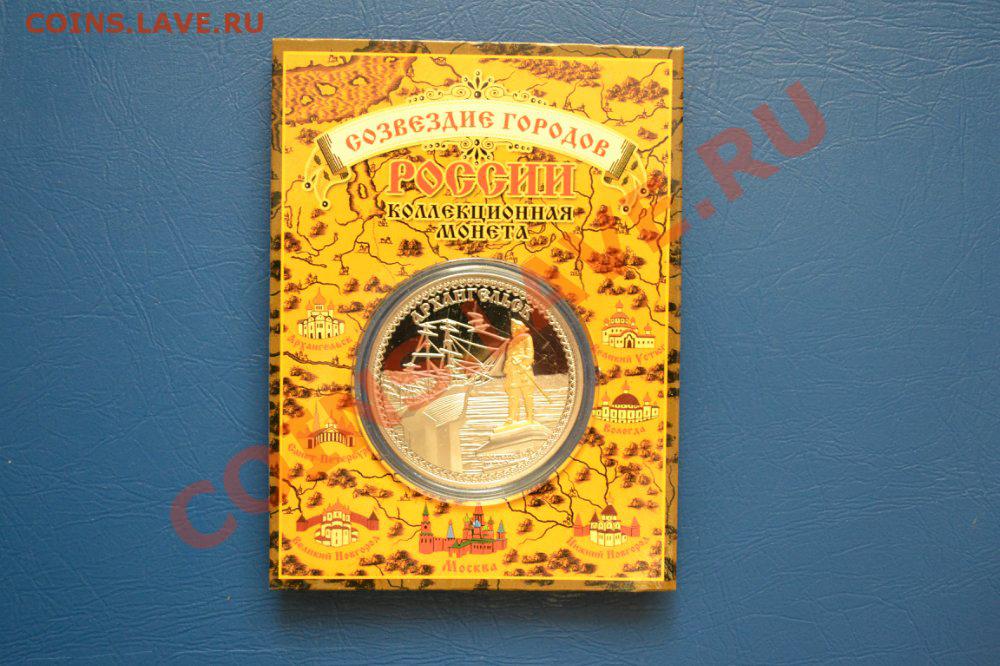 COINS.LAVE.RU
СОЗВЕЗДИЕ ГОРОДОВ
РОССИИ
КОЛЛЕКЦИОННАЯ
МОНЕТА
АРХАНГЕЛЬСК
Архангельск
Великий Устюг
Санкт-Петербург
Вологда
Великий Новгород
Москва
Нижний Новгород